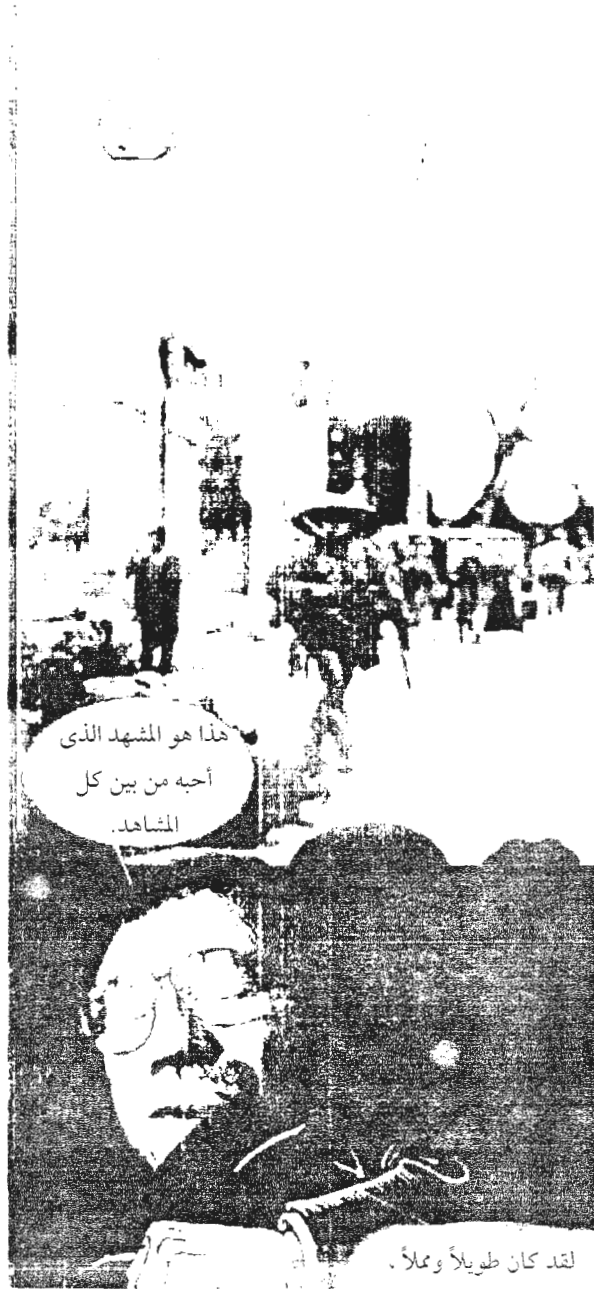 هذا هو المشهد الذى
أحبه من بين كل
المشاهد.
لقد كان طويلاً ومملاً .